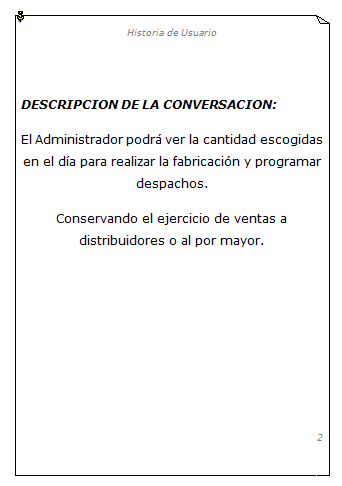 Historia de Usuario
DESCRIPCION DE LA CONVERSACION:
El Administrador podrá ver la cantidad escogidas
en el día para realizar la fabricación y programar
despachos.
Conservando el ejercicio de ventas a
distribuidores o al por mayor.
2